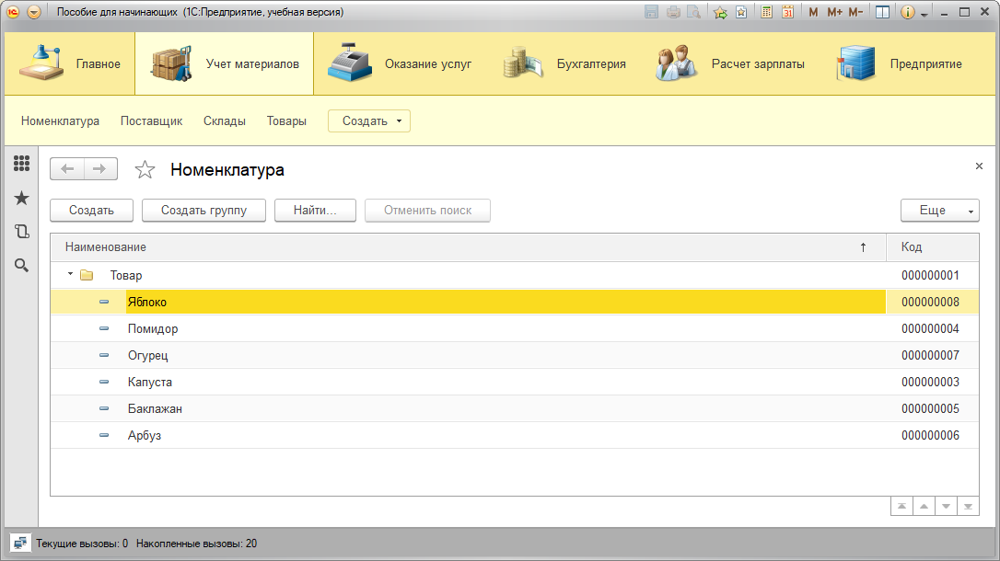 Пособие для начинающих (1С:Предприятие, учебная версия)
31 M M+ M-
Главное Учет материалов Оказание услуг Бухгалтерия Расчет зарплаты Предприятие
Номенклатура Поставщик Склады Товары Создать
Номенклатура
Создать Создать группу Найти... Отменить поиск Еще
Наименование Код
Товар 000000001
Яблоко 000000008
Помидор 000000004
Огурец 000000007
Капуста 000000003
Баклажан 000000005
Арбуз 000000006
Текущие вызовы: 0 Накопленные вызовы: 20